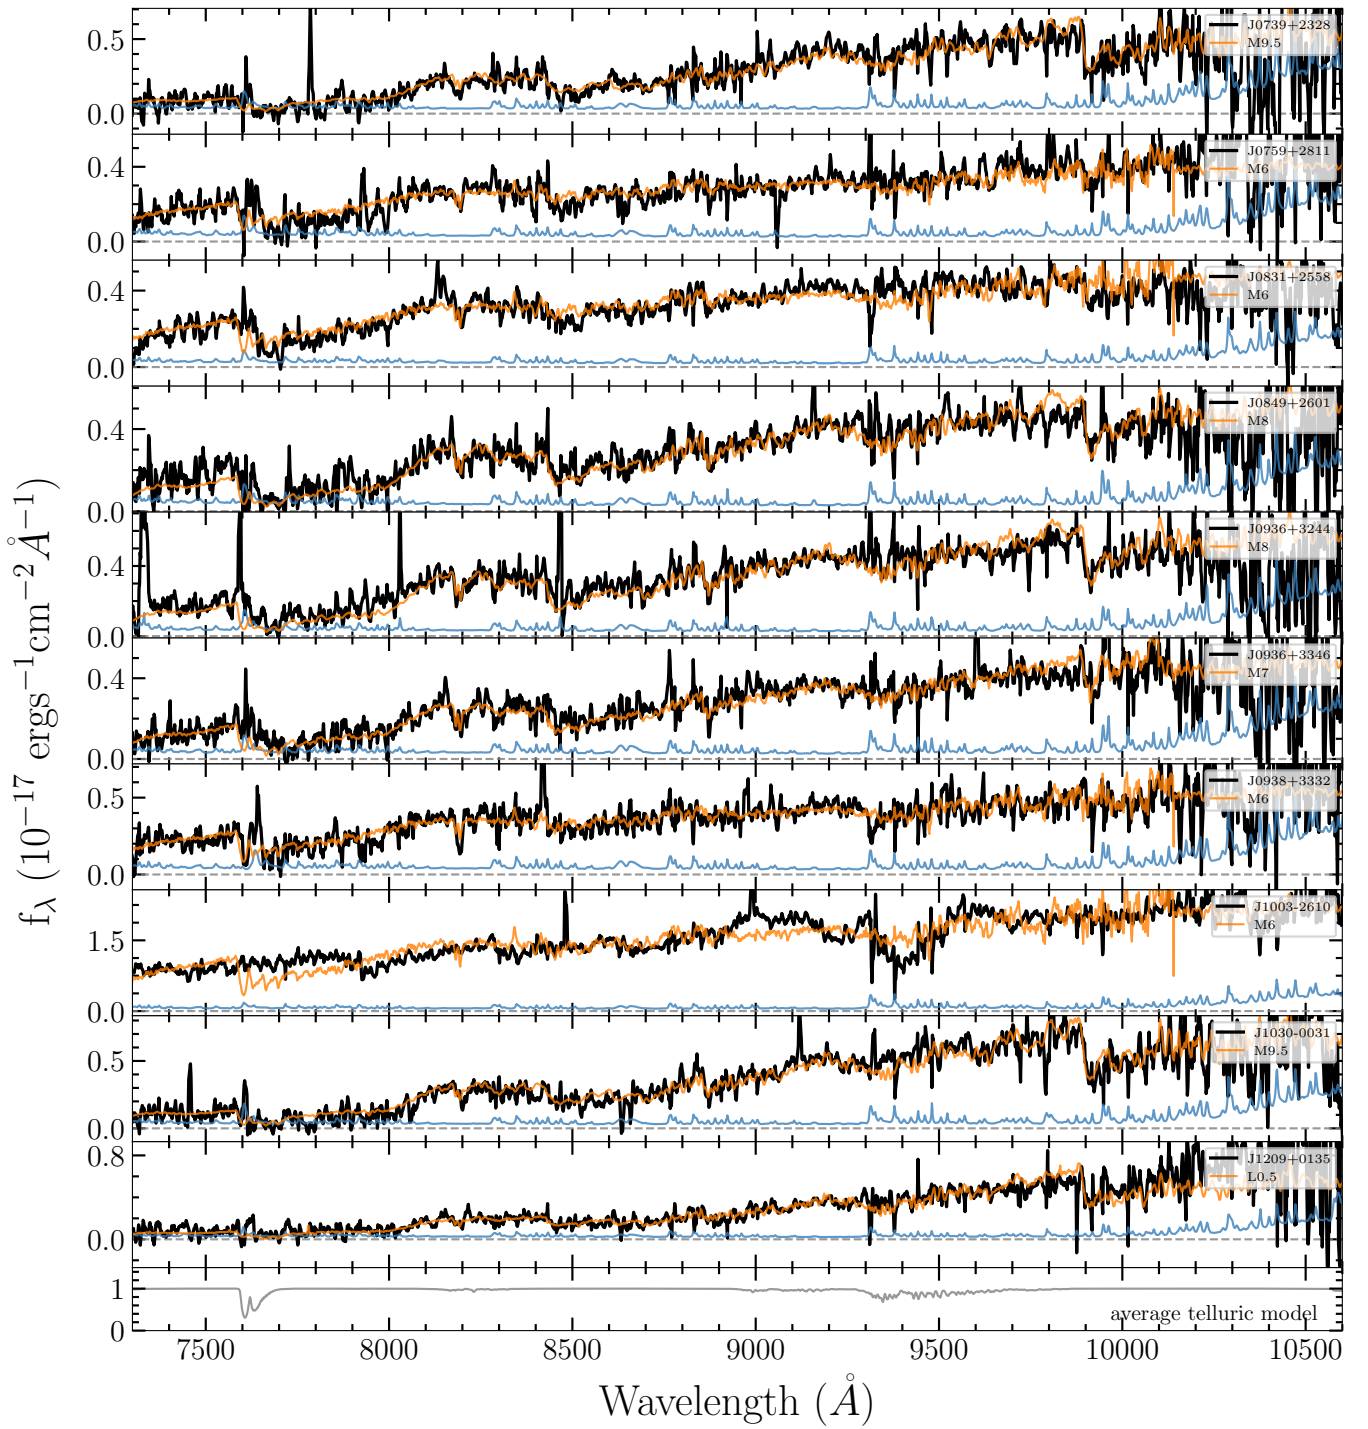 0.5
0.0
J0739+2328
M9.5
0.4
0.0
J0759+2811
M6
0.4
0.0
J0831+2558
M6
0.4
0.0
J0849+2601
M8
0.4
0.0
J0936+3244
M8
0.4
0.0
J0936+3346
M7
0.5
0.0
J0938+3332
M6
1.5
0.0
J1003-2610
M6
0.5
0.0
J1030-0031
M9.5
0.8
0.0
J1209+0135
L0.5
1
0
average telluric model
7500 8000 8500 9000 9500 10000 10500
Wavelength (Å)
f_λ (10⁻¹⁷ ergs⁻¹cm⁻²Å⁻¹)